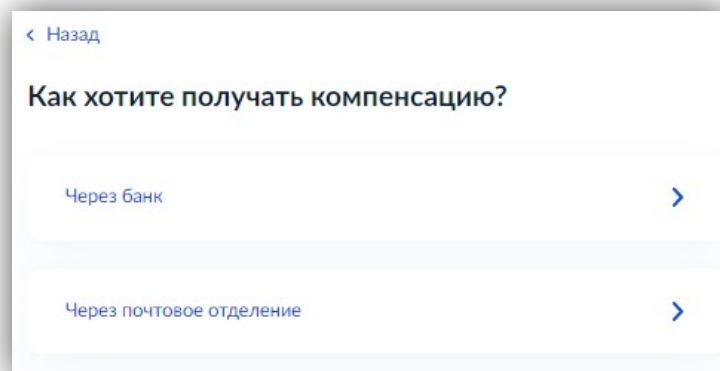 Назад
Как хотите получать компенсацию?
Через банк
Через почтовое отделение